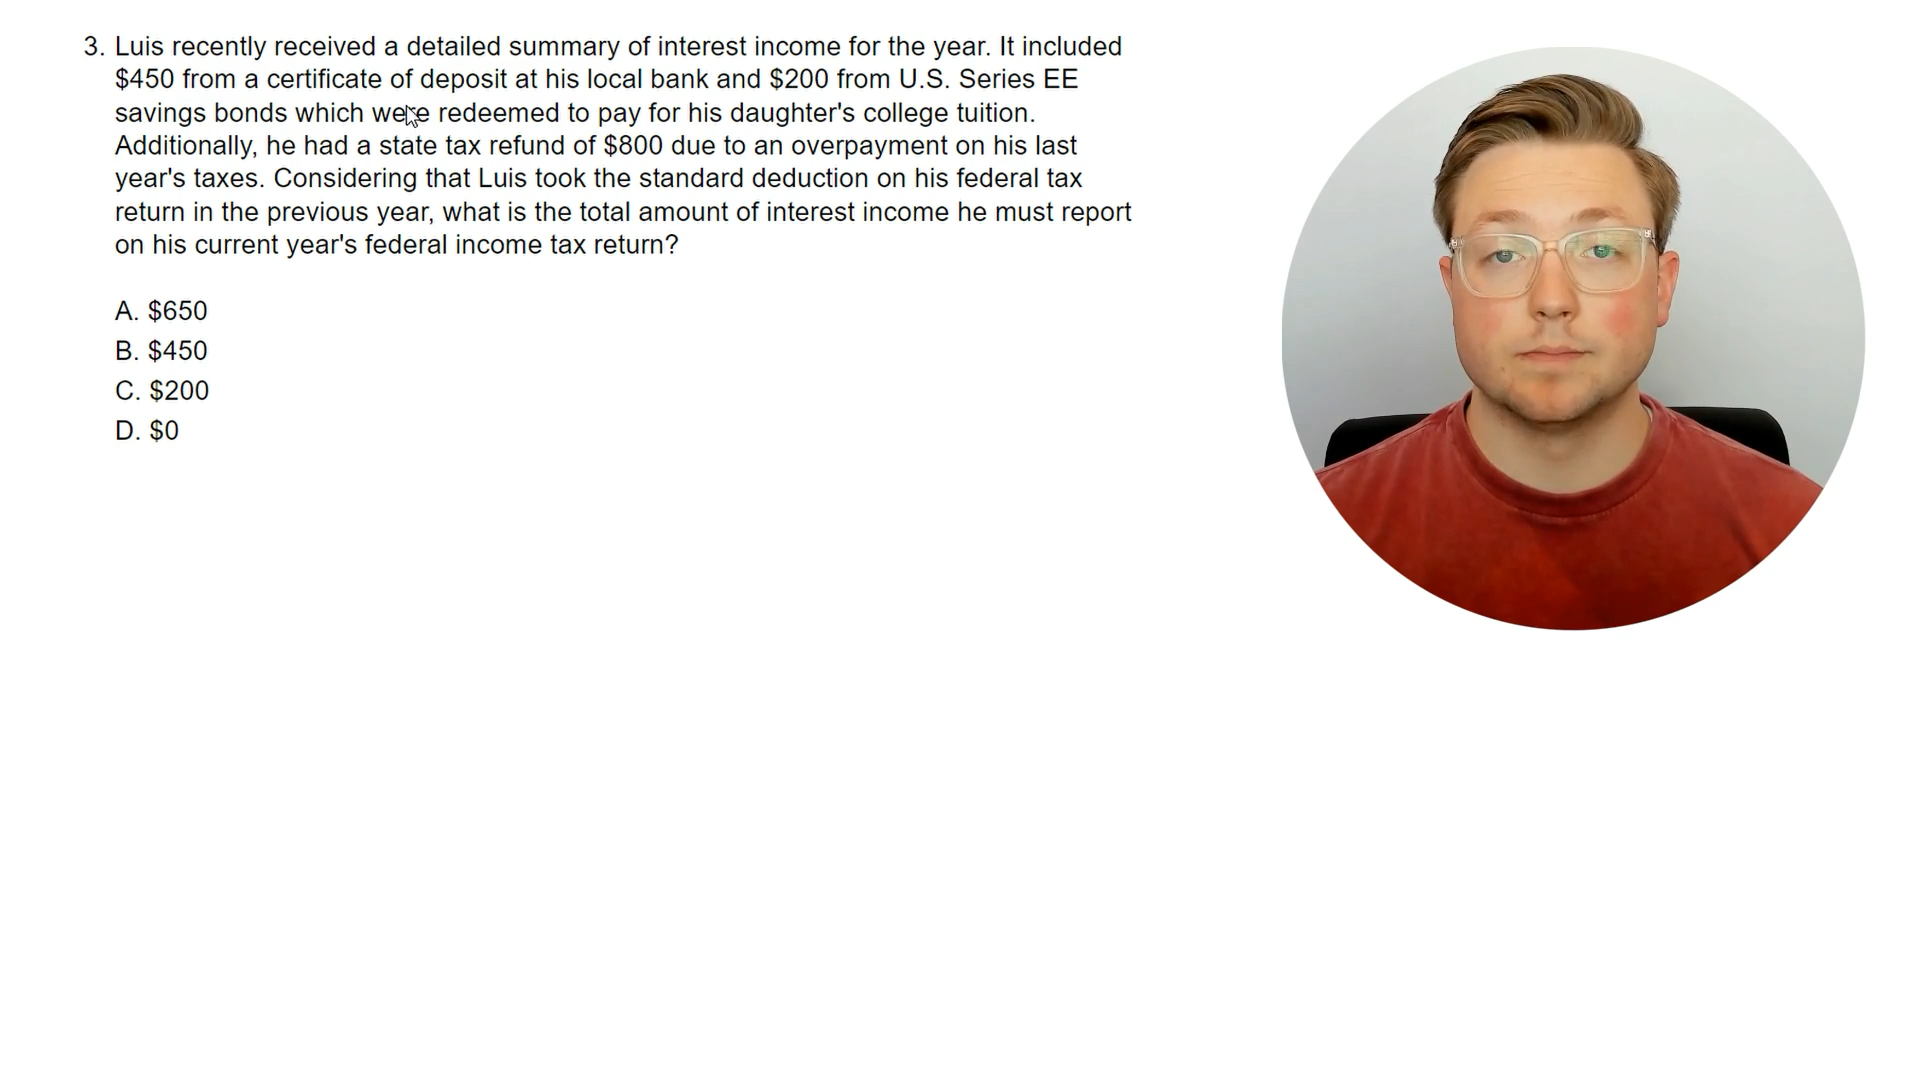 3. Luis recently received a detailed summary of interest income for the year. It included
$450 from a certificate of deposit at his local bank and $200 from U.S. Series EE
savings bonds which were redeemed to pay for his daughter's college tuition.
Additionally, he had a state tax refund of $800 due to an overpayment on his last
year's taxes. Considering that Luis took the standard deduction on his federal tax
return in the previous year, what is the total amount of interest income he must report
on his current year's federal income tax return?
A. $650
B. $450
C. $200
D. $0